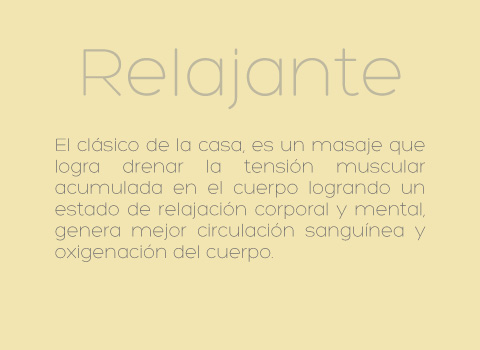 Relajante
El clásico de la casa, es un masaje que
logra drenar la tensión muscular
acumulada en el cuerpo logrando un
estado de relajación corporal y mental,
genera mejor circulación sanguínea y
oxigenación del cuerpo.